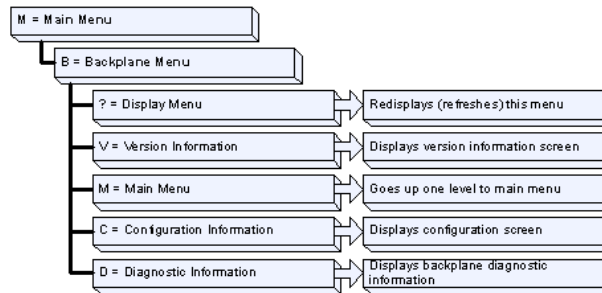 M = Main Menu
B = Backplane Menu
? = Display Menu
Redisplays (refreshes) this menu
V = Version Information
Displays version information screen
M = Main Menu
Goes up one level to main menu
C = Configuration Information
Displays configuration screen
D = Diagnostic Information
Displays backplane diagnostic
information